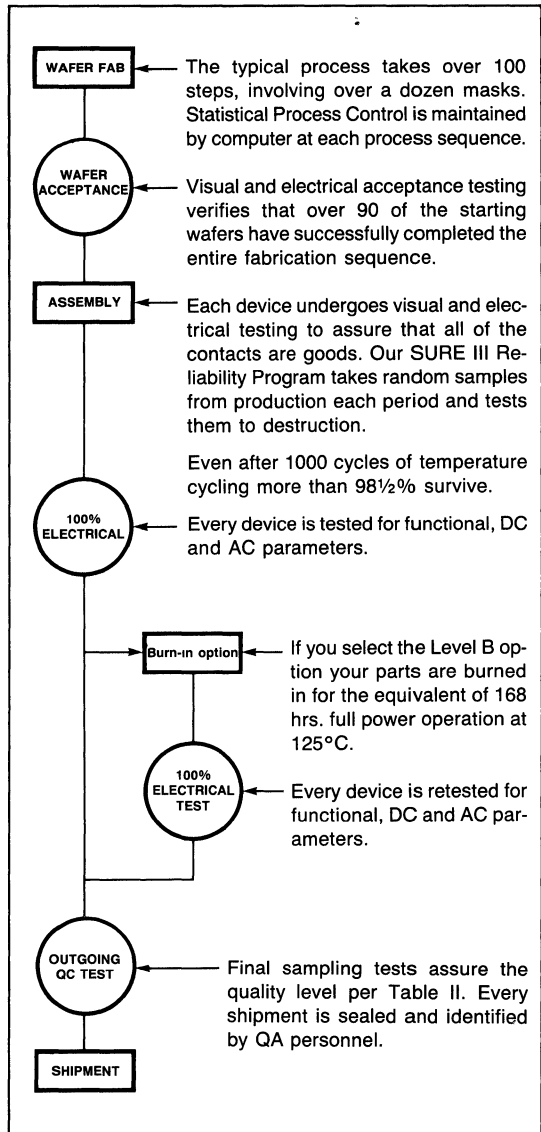 WAFER FAB
The typical process takes over 100
steps, involving over a dozen masks.
Statistical Process Control is maintained
by computer at each process sequence.
WAFER
ACCEPTANCE
Visual and electrical acceptance testing
verifies that over 90 of the starting
wafers have successfully completed the
entire fabrication sequence.
ASSEMBLY
Each device undergoes visual and elec-
trical testing to assure that all of the
contacts are goods. Our SURE III Re-
liability Program takes random samples
from production each period and tests
them to destruction.
Even after 1000 cycles of temperature
cycling more than 98½% survive.
100%
ELECTRICAL
Every device is tested for functional, DC
and AC parameters.
Burn-in option
If you select the Level B op-
tion your parts are burned
in for the equivalent of 168
hrs. full power operation at
125°C.
100%
ELECTRICAL
TEST
Every device is retested for
functional, DC and AC par-
ameters.
OUTGOING
QC TEST
Final sampling tests assure the
quality level per Table II. Every
shipment is sealed and identified
by QA personnel.
SHIPMENT